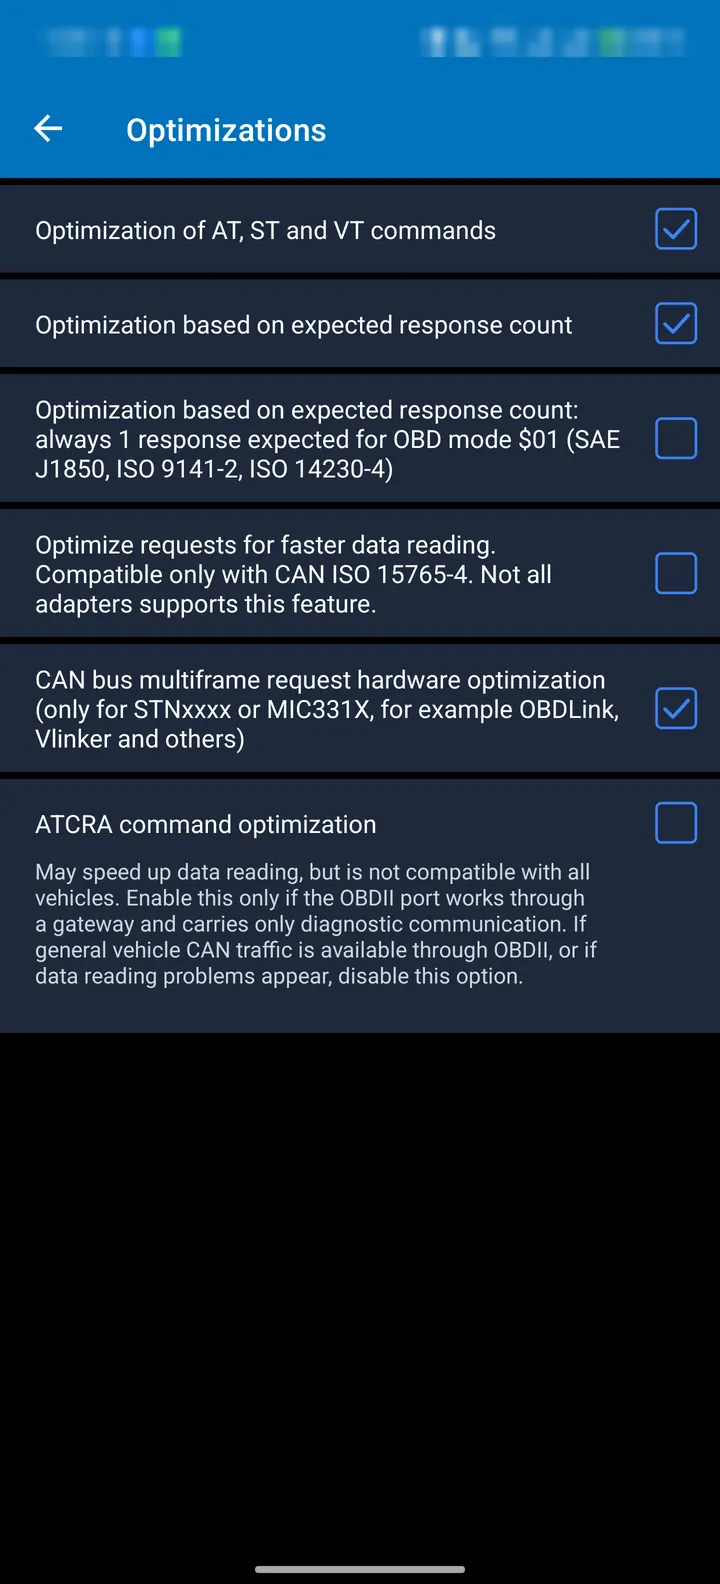 Optimizations
Optimization of AT, ST and VT commands
Optimization based on expected response count
Optimization based on expected response count:
always 1 response expected for OBD mode $01 (SAE
J1850, ISO 9141-2, ISO 14230-4)
Optimize requests for faster data reading.
Compatible only with CAN ISO 15765-4. Not all
adapters supports this feature.
CAN bus multiframe request hardware optimization
(only for STNxxxx or MIC331X, for example OBDLink,
Vlinker and others)
ATCRA command optimization
May speed up data reading, but is not compatible with all
vehicles. Enable this only if the OBDII port works through
a gateway and carries only diagnostic communication. If
general vehicle CAN traffic is available through OBDII, or if
data reading problems appear, disable this option.